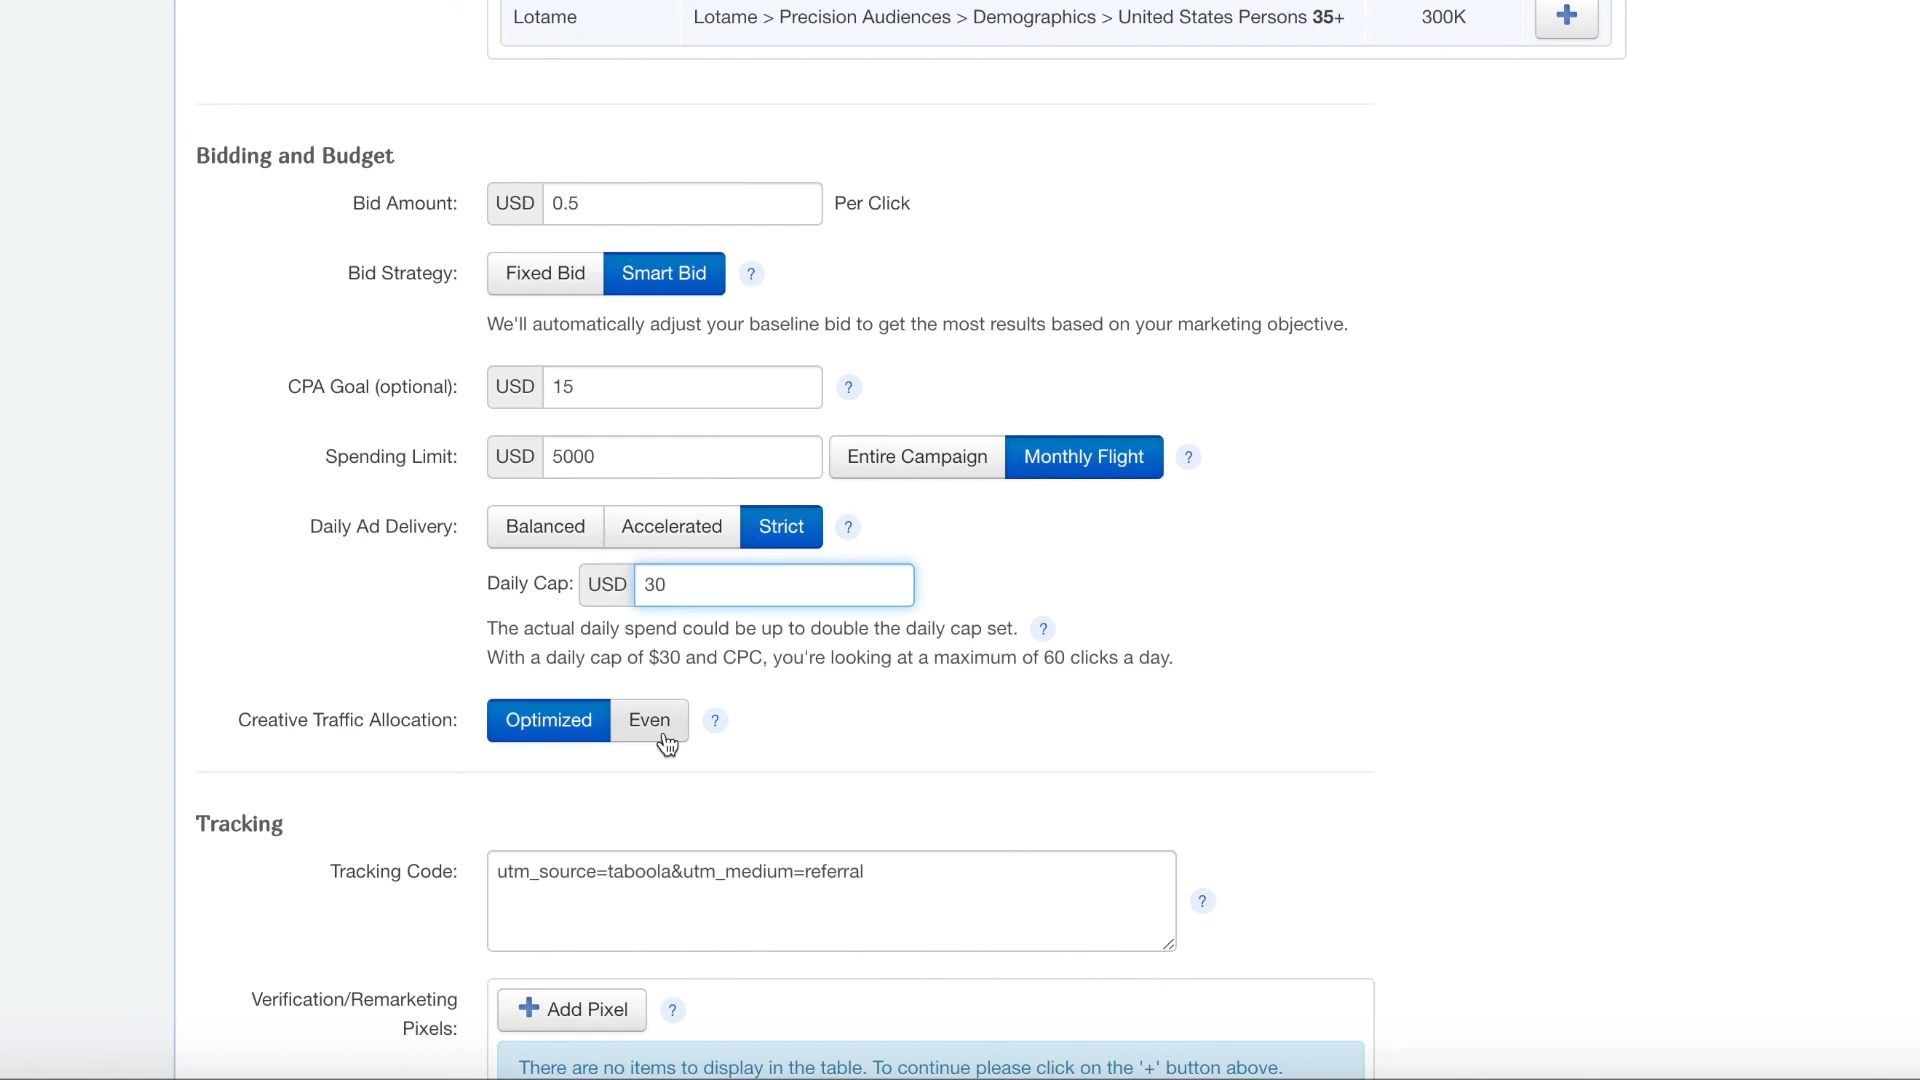 Lotame Lotame > Precision Audiences > Demographics > United States Persons 35+ 300K
Bidding and Budget
Bid Amount: USD 0.5 Per Click
Bid Strategy: Fixed Bid Smart Bid ?
We'll automatically adjust your baseline bid to get the most results based on your marketing objective.
CPA Goal (optional): USD 15 ?
Spending Limit: USD 5000 Entire Campaign Monthly Flight ?
Daily Ad Delivery: Balanced Accelerated Strict ?
Daily Cap: USD 30
The actual daily spend could be up to double the daily cap set. ?
With a daily cap of $30 and CPC, you're looking at a maximum of 60 clicks a day.
Creative Traffic Allocation: Optimized Even ?
Tracking
Tracking Code: utm_source=taboola&utm_medium=referral
?
Verification/Remarketing
Pixels:
Add Pixel ?
There are no items to display in the table. To continue please click on the '+' button above.